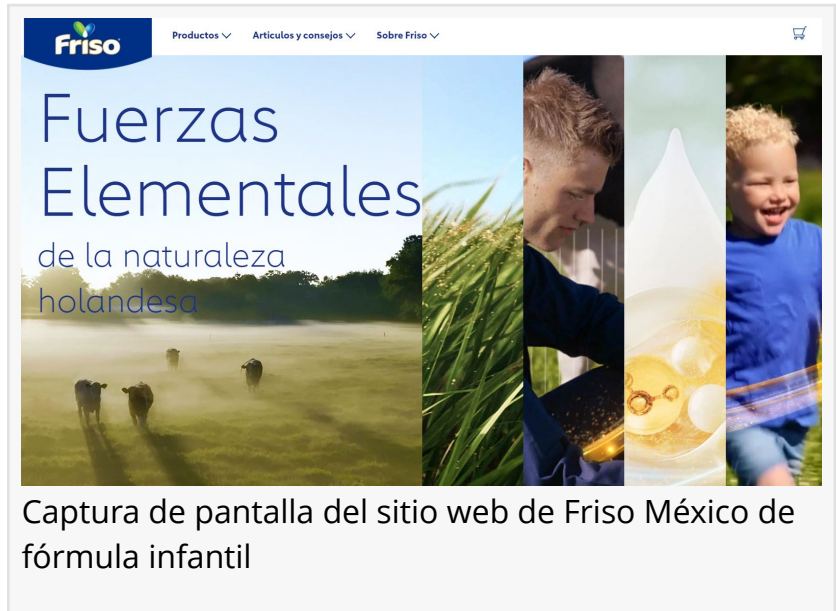 Friso
Productos
Articulos y consejos
Sobre Friso
Fuerzas
Elementales
de la naturaleza
holandesa
Captura de pantalla del sitio web de Friso México de
fórmula infantil